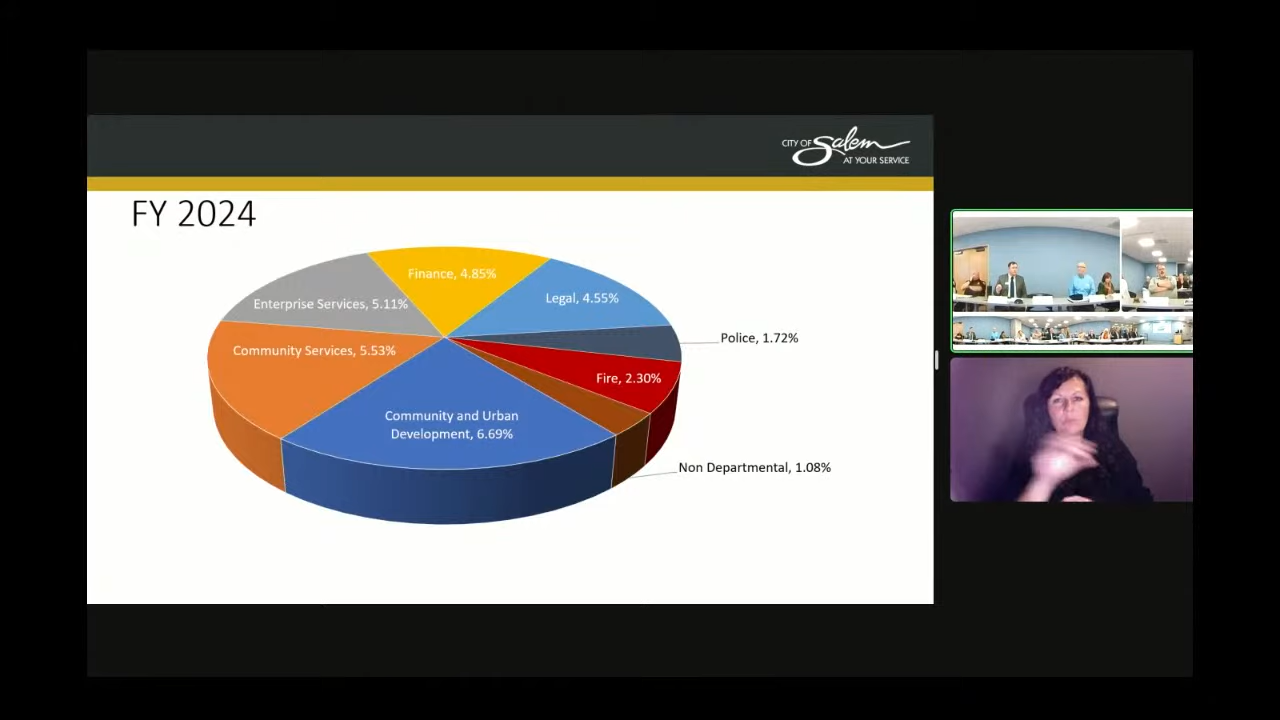 CITY OF Salem
AT YOUR SERVICE
FY 2024
Finance, 4.85%
Legal, 4.55%
Enterprise Services, 5.11%
Police, 1.72%
Community Services, 5.53%
Fire, 2.30%
Community and Urban
Development, 6.69%
Non Departmental, 1.08%